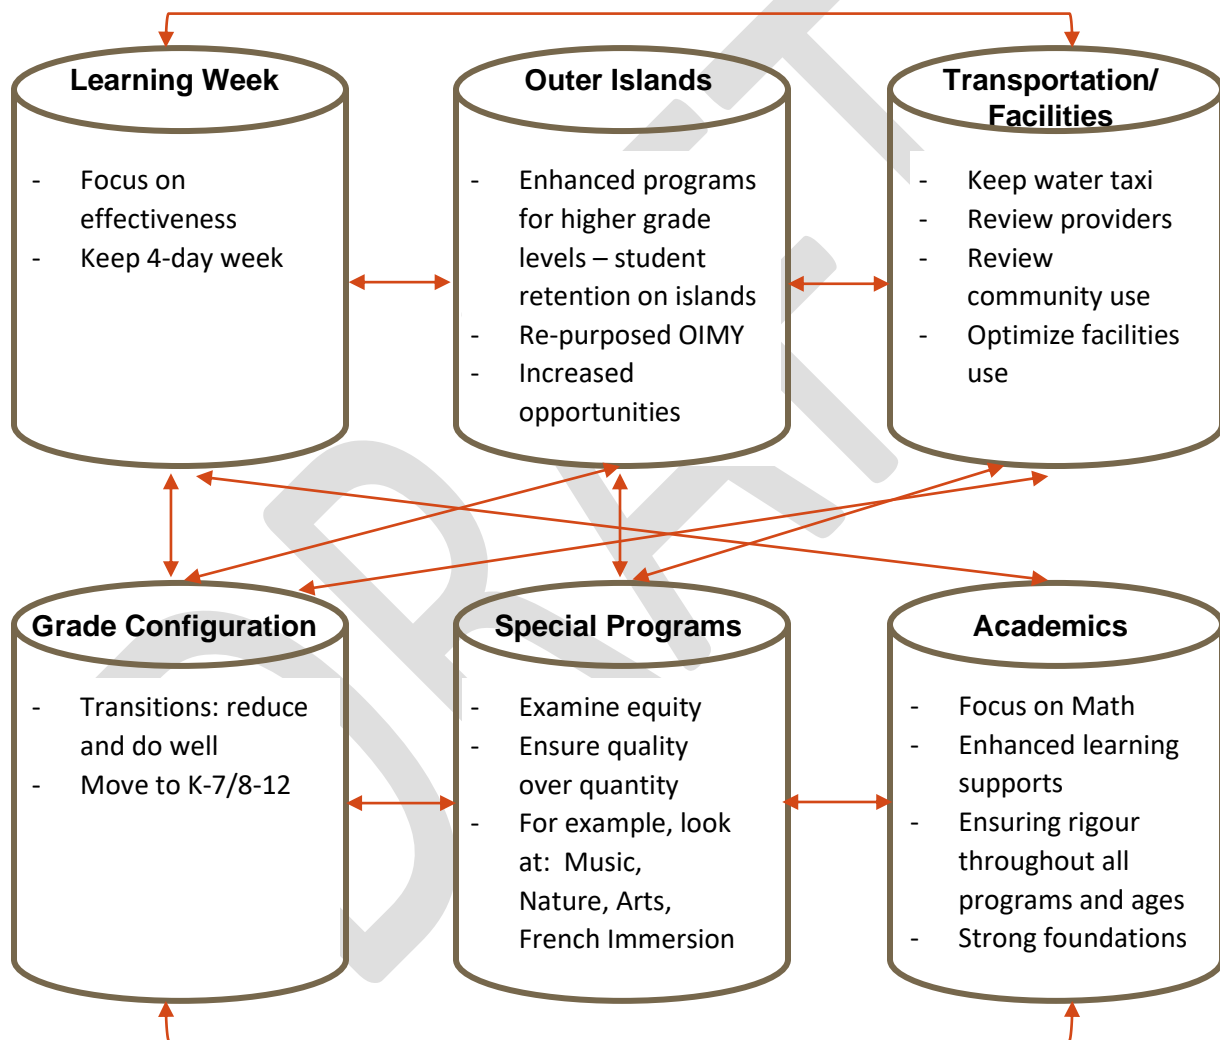 Learning Week
- Focus on
effectiveness
- Keep 4-day week
Outer Islands
- Enhanced programs
for higher grade
levels – student
retention on islands
- Re-purposed OIMY
- Increased
opportunities
Transportation/
Facilities
- Keep water taxi
- Review providers
- Review
community use
- Optimize facilities
use
Grade Configuration
- Transitions: reduce
and do well
- Move to K-7/8-12
Special Programs
- Examine equity
- Ensure quality
over quantity
- For example, look
at:  Music,
Nature, Arts,
French Immersion
Academics
- Focus on Math
- Enhanced learning
supports
- Ensuring rigour
throughout all
programs and ages
- Strong foundations
DRAFT